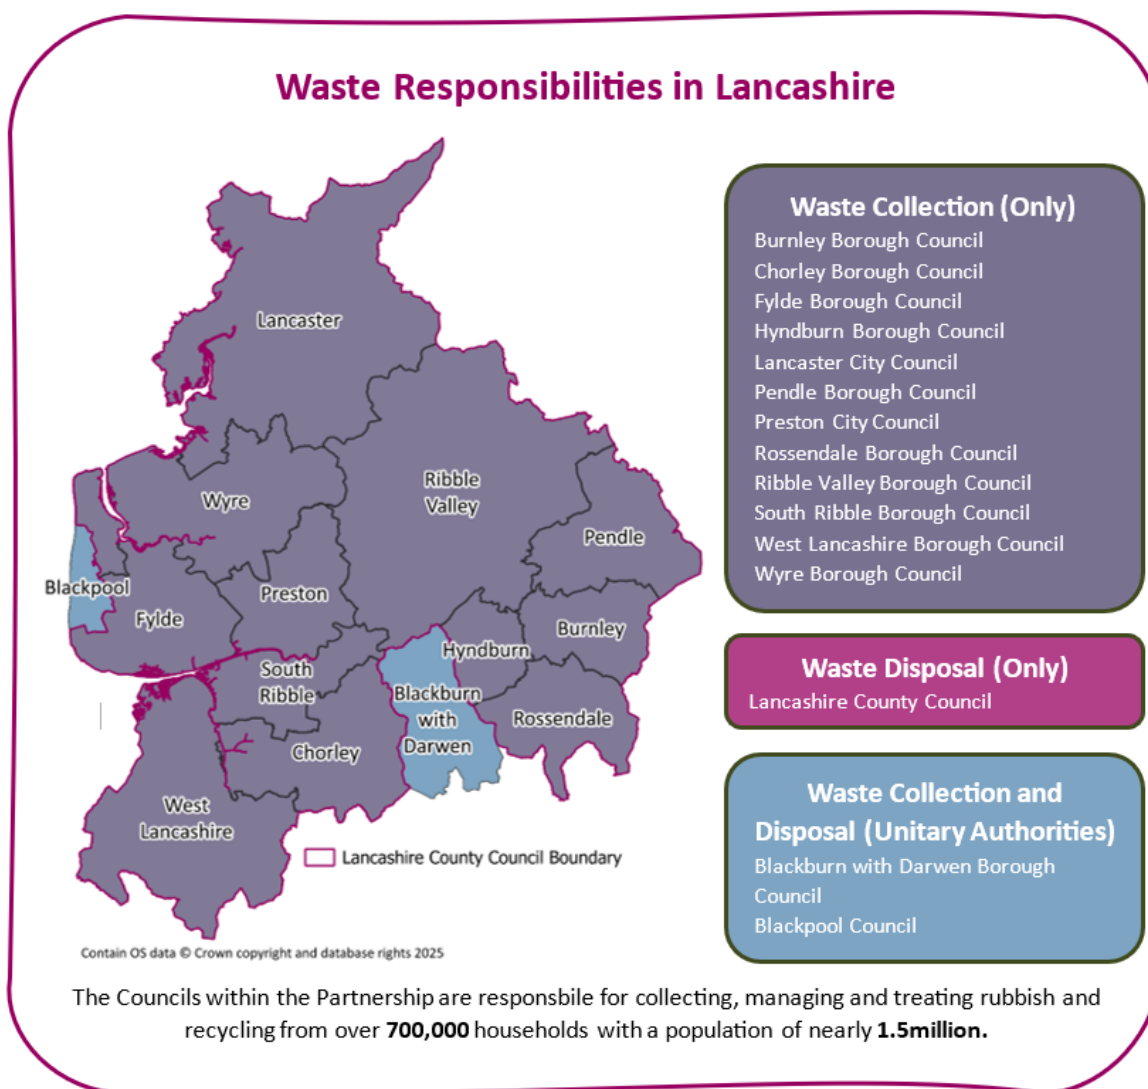 Waste Responsibilities in Lancashire
Lancaster
Wyre
Ribble
Valley
Pendle
Blackpool
Fylde
Preston
Burnley
Hyndburn
South
Ribble
Blackburn
with
Darwen
Rossendale
Chorley
West
Lancashire
Lancashire County Council Boundary
Contain OS data © Crown copyright and database rights 2025
Waste Collection (Only)
Burnley Borough Council
Chorley Borough Council
Fylde Borough Council
Hyndburn Borough Council
Lancaster City Council
Pendle Borough Council
Preston City Council
Rossendale Borough Council
Ribble Valley Borough Council
South Ribble Borough Council
West Lancashire Borough Council
Wyre Borough Council
Waste Disposal (Only)
Lancashire County Council
Waste Collection and
Disposal (Unitary Authorities)
Blackburn with Darwen Borough
Council
Blackpool Council
The Councils within the Partnership are responsbile for collecting, managing and treating rubbish and
recycling from over 700,000 households with a population of nearly 1.5million.